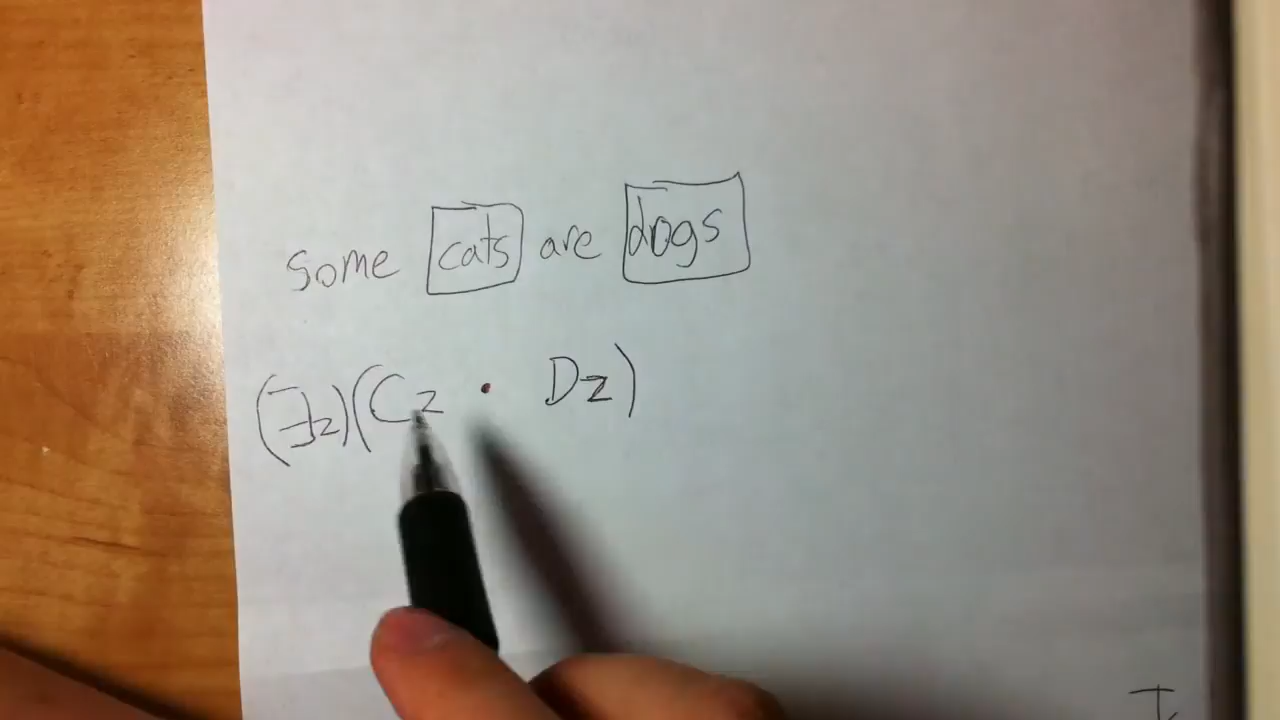 Some cats are dogs
(∃z)(Cz • Dz)
I